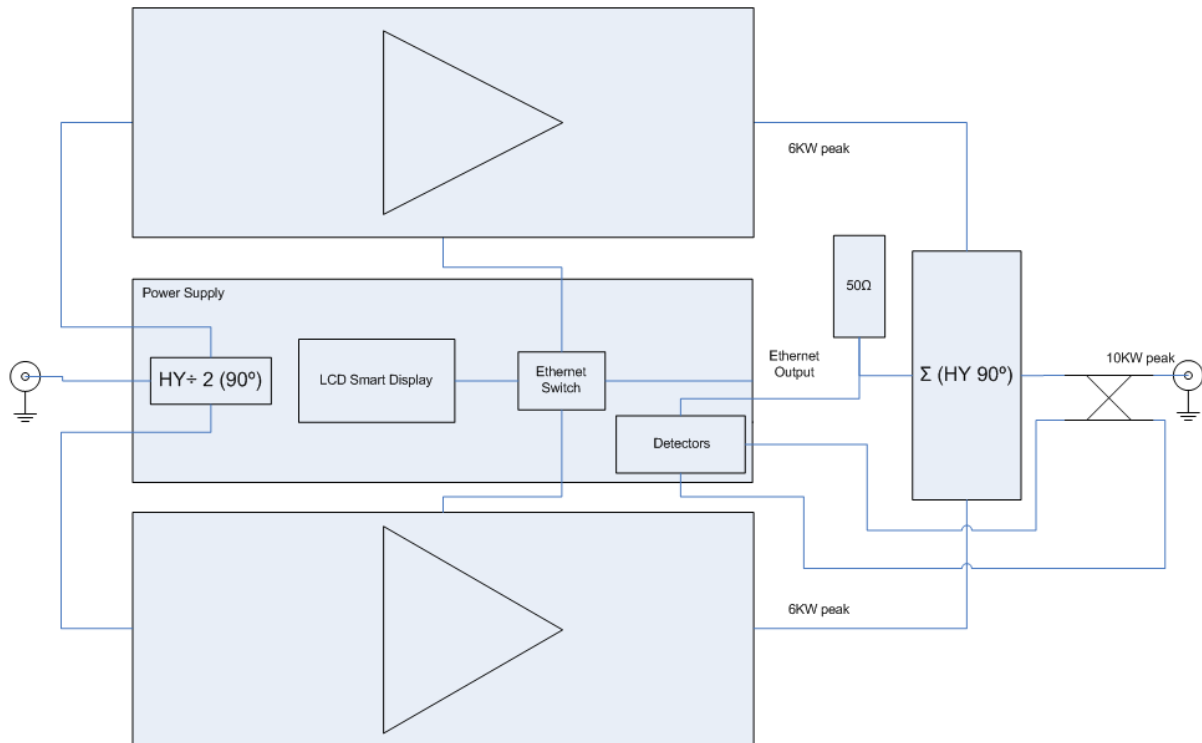 6KW peak
Power Supply
50Ω
HY÷ 2 (90º)
LCD Smart Display
Ethernet
Switch
Ethernet
Output
Σ (HY 90º)
10KW peak
Detectors
6KW peak